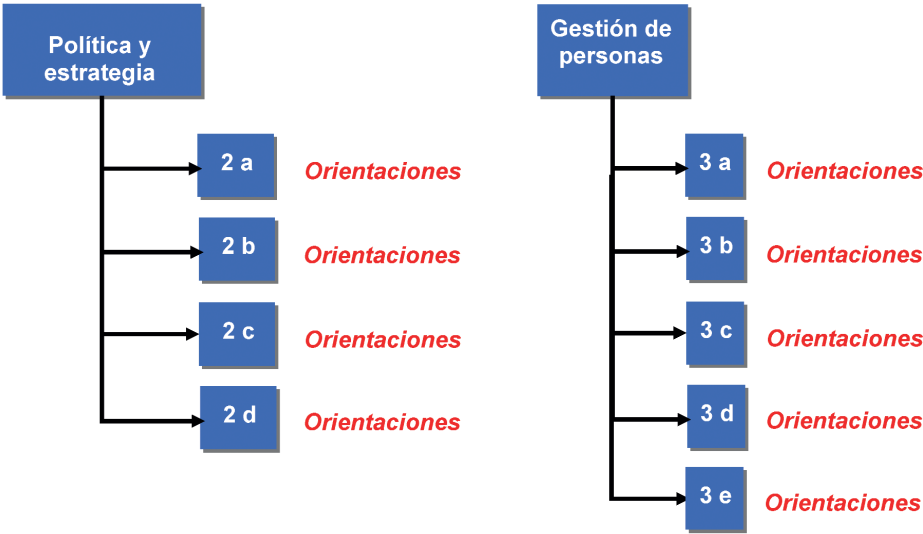 Política y
estrategia
2 a
Orientaciones
2 b
Orientaciones
2 c
Orientaciones
2 d
Orientaciones
Gestión de
personas
3 a
Orientaciones
3 b
Orientaciones
3 c
Orientaciones
3 d
Orientaciones
3 e
Orientaciones